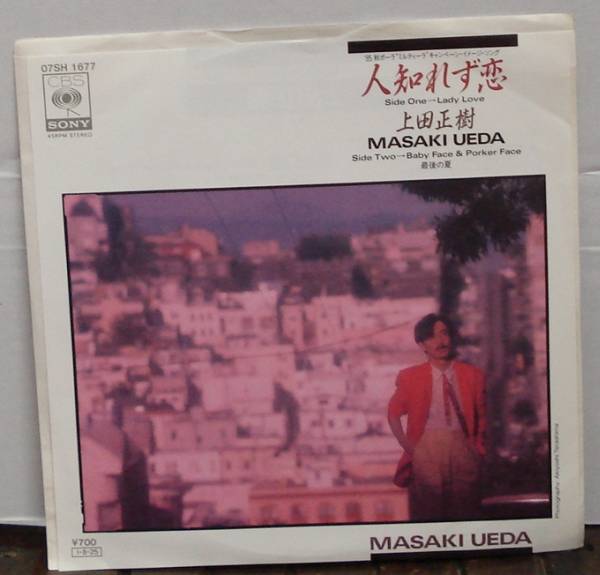 07SH 1677
CBS
SONY
45RPM STEREO
'85 秋ポーラ"ミルティーラ"キャンペーン・イメージ・ソング
人知れず恋
Side One→Lady Love
上田正樹
MASAKI UEDA
Side Two→Baby Face & Porker Face
最後の夏
¥700
MASAKI UEDA